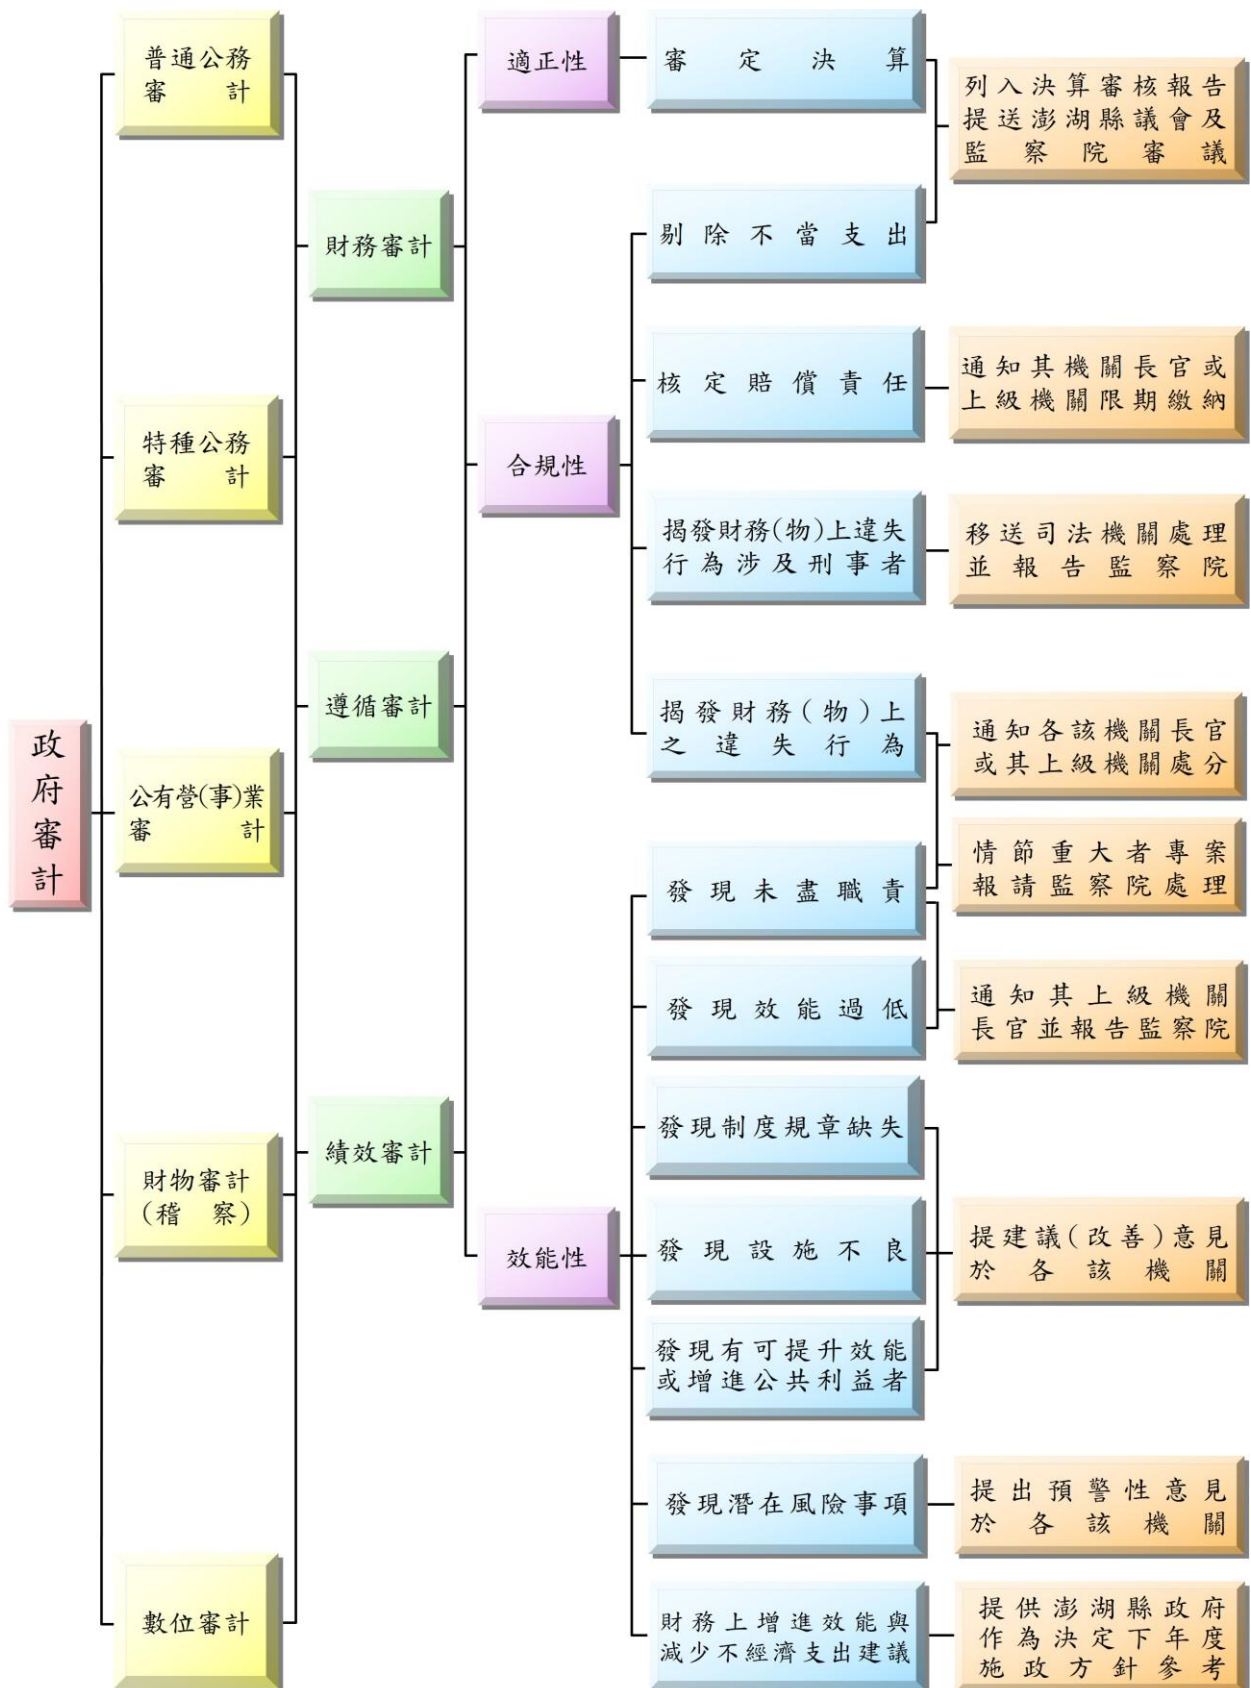 政府審計
普通公務
審計
特種公務
審計
公有營(事)業
審計
財物審計
(稽察)
數位審計
財務審計
遵循審計
績效審計
適正性
合規性
效能性
審定決算
剔除不當支出
核定賠償責任
揭發財務(物)上違失
行為涉及刑事者
揭發財務(物)上
之違失行為
發現未盡職責
發現效能過低
發現制度規章缺失
發現設施不良
發現有可提升效能
或增進公共利益者
發現潛在風險事項
財務上增進效能與
減少不經濟支出建議
列入決算審核報告
提送澎湖縣議會及
監察院審議
通知其機關長官或
上級機關限期繳納
移送司法機關處理
並報告監察院
通知各該機關長官
或其上級機關處分
情節重大者專案
報請監察院處理
通知其上級機關
長官並報告監察院
提建議(改善)意見
於各該機關
提出預警性意見
於各該機關
提供澎湖縣政府
作為決定下年度
施政方針參考